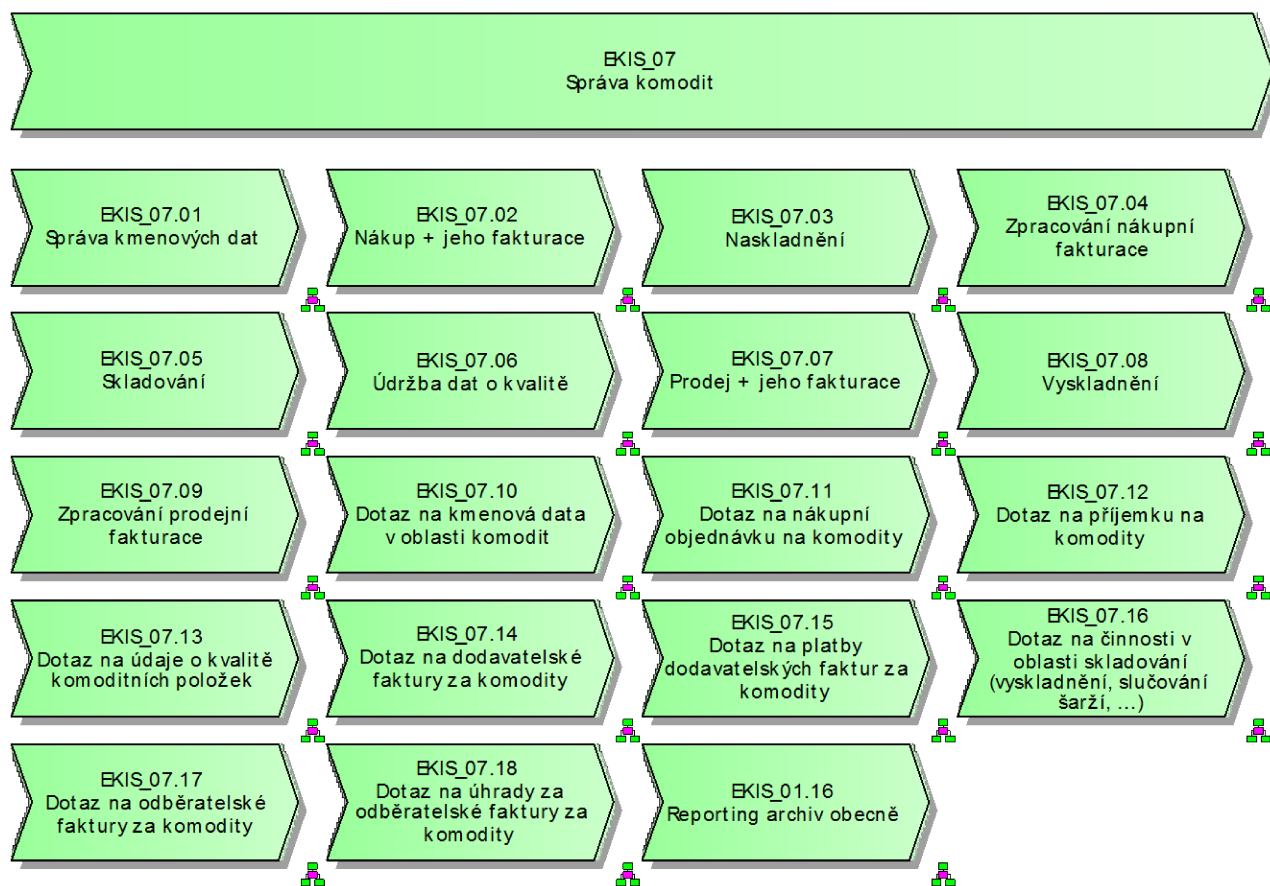 EKIS_07
Správa komodit
EKIS_07.01
Správa kmenových dat
EKIS_07.02
Nákup + jeho fakturace
EKIS_07.03
Naskladnění
EKIS_07.04
Zpracování nákupní
fakturace
EKIS_07.05
Skladování
EKIS_07.06
Údržba dat o kvalitě
EKIS_07.07
Prodej + jeho fakturace
EKIS_07.08
Vyskladnění
EKIS_07.09
Zpracování prodejní
fakturace
EKIS_07.10
Dotaz na kmenová data
v oblasti komodit
EKIS_07.11
Dotaz na nákupní
objednávku na komodity
EKIS_07.12
Dotaz na příjemku na
komodity
EKIS_07.13
Dotaz na údaje o kvalitě
komoditních položek
EKIS_07.14
Dotaz na dodavatelské
faktury za komodity
EKIS_07.15
Dotaz na platby
dodavatelských faktur za
komodity
EKIS_07.16
Dotaz na činnosti v
oblasti skladování
(vyskladnění, slučování
šarží, ...)
EKIS_07.17
Dotaz na odběratelské
faktury za komodity
EKIS_07.18
Dotaz na úhrady za
odběratelské faktury za
komodity
EKIS_01.16
Reporting archiv obecně